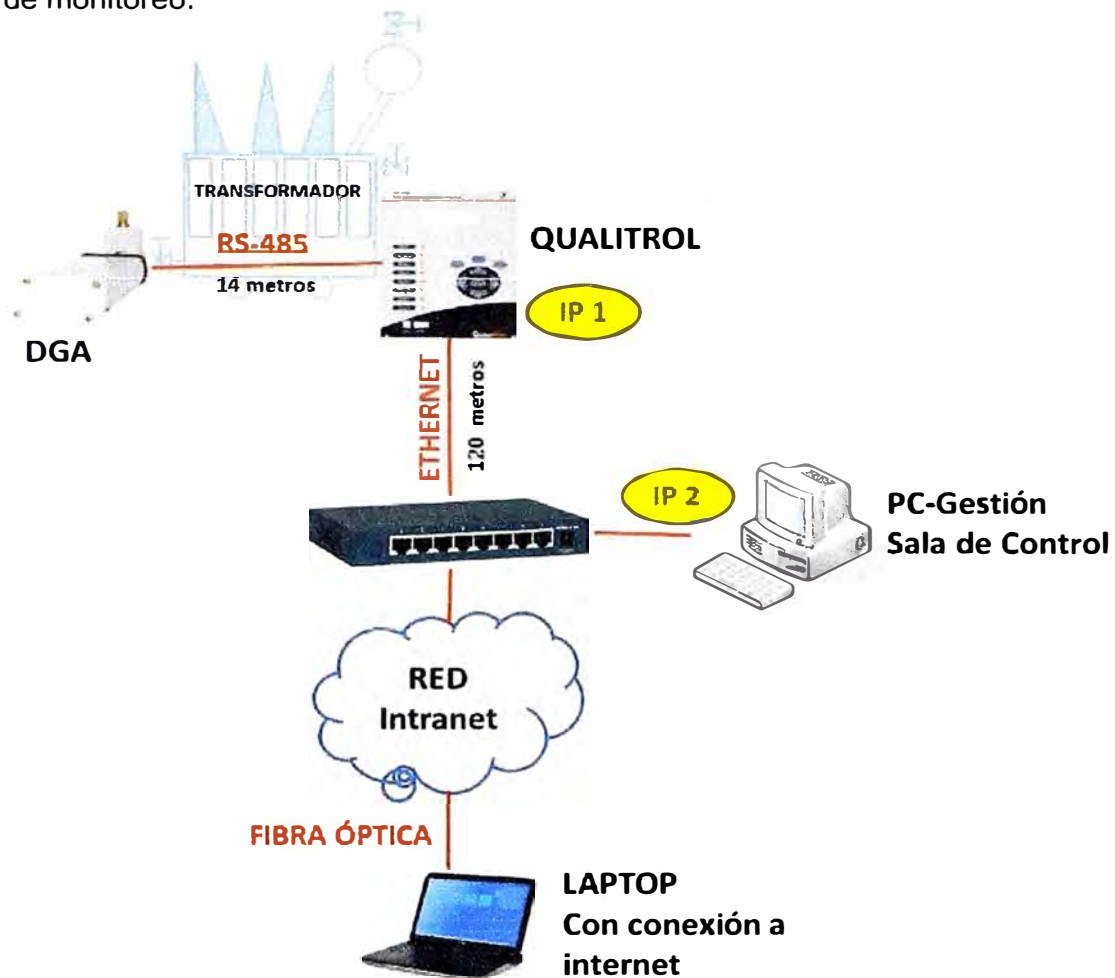 de monitoreo.
TRANSFORMADOR
RS-485
14 metros
QUALITROL
IP 1
DGA
ETHERNET
120 metros
IP 2
PC-Gestión
Sala de Control
RED
Intranet
FIBRA ÓPTICA
LAPTOP
Con conexión a
internet